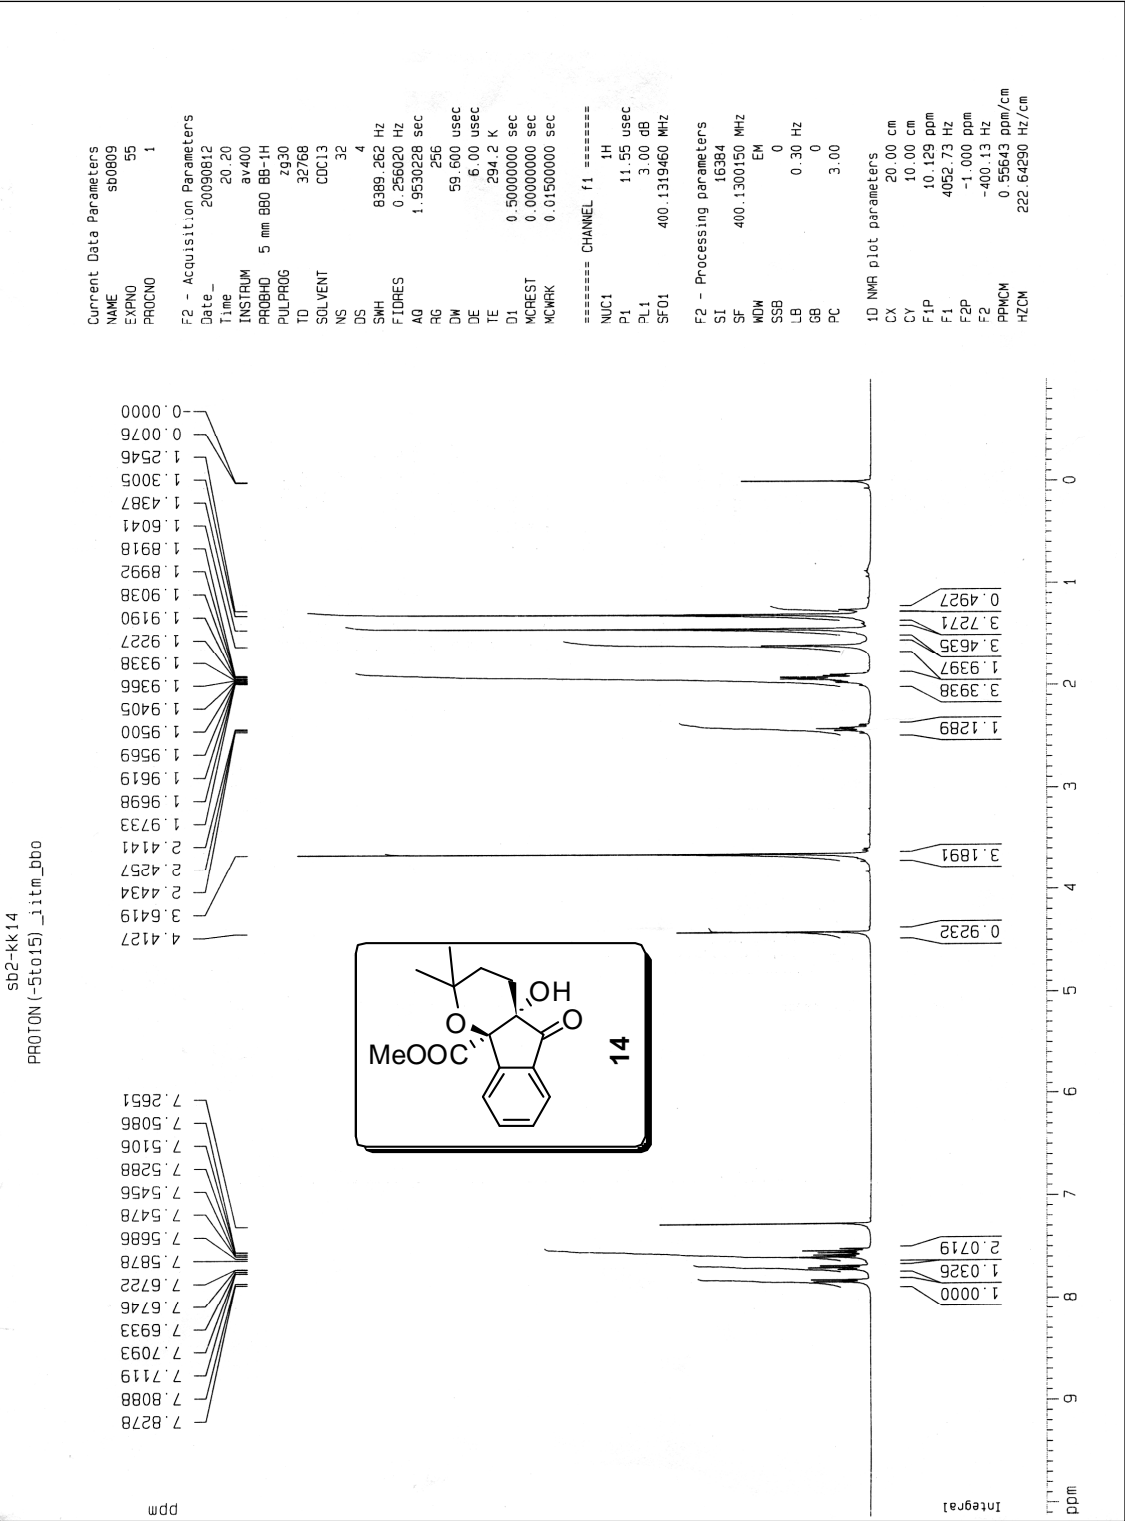 sb2-kk14
PROTON(-5to15)_iitm_bbo
ppm
7.8278
7.8088
7.7119
7.7093
7.6933
7.6746
7.6722
7.5878
7.5686
7.5478
7.5456
7.5288
7.5106
7.5086
7.2651
4.4127
3.6419
2.4434
2.4257
2.4141
1.9733
1.9698
1.9619
1.9569
1.9500
1.9405
1.9366
1.9338
1.9227
1.9190
1.9038
1.8992
1.8918
1.6041
1.4387
1.3005
1.2546
0.0076
0.0000
Current Data Parameters
NAME sb0809
EXPNO 55
PROCNO 1
F2 - Acquisition Parameters
Date_ 20090812
Time 20.20
INSTRUM av400
PROBHD 5 mm BBO BB-1H
PULPROG zg30
TD 32768
SOLVENT CDCl3
NS 32
DS 4
SWH 8389.262 Hz
FIDRES 0.256020 Hz
AQ 1.9530228 sec
RG 256
DW 59.600 usec
DE 6.00 usec
TE 294.2 K
D1 0.50000000 sec
MCREST 0.00000000 sec
MCWRK 0.01500000 sec
======== CHANNEL f1 ========
NUC1 1H
P1 11.55 usec
PL1 3.00 dB
SFO1 400.1319460 MHz
F2 - Processing parameters
SI 16384
SF 400.1300150 MHz
WDW EM
SSB 0
LB 0.30 Hz
GB 0
PC 3.00
1D NMR plot parameters
CX 20.00 cm
CY 10.00 cm
F1P 10.129 ppm
F1 4052.73 Hz
F2P -1.000 ppm
F2 -400.13 Hz
PPMCM 0.55643 ppm/cm
HZCM 222.64290 Hz/cm
OH
O
O
MeOOC
14
Integral
1.0000
1.0326
2.0719
0.9232
3.1891
1.1289
3.3938
1.9397
3.4635
3.7271
0.4927
ppm
9
8
7
6
5
4
3
2
1
0